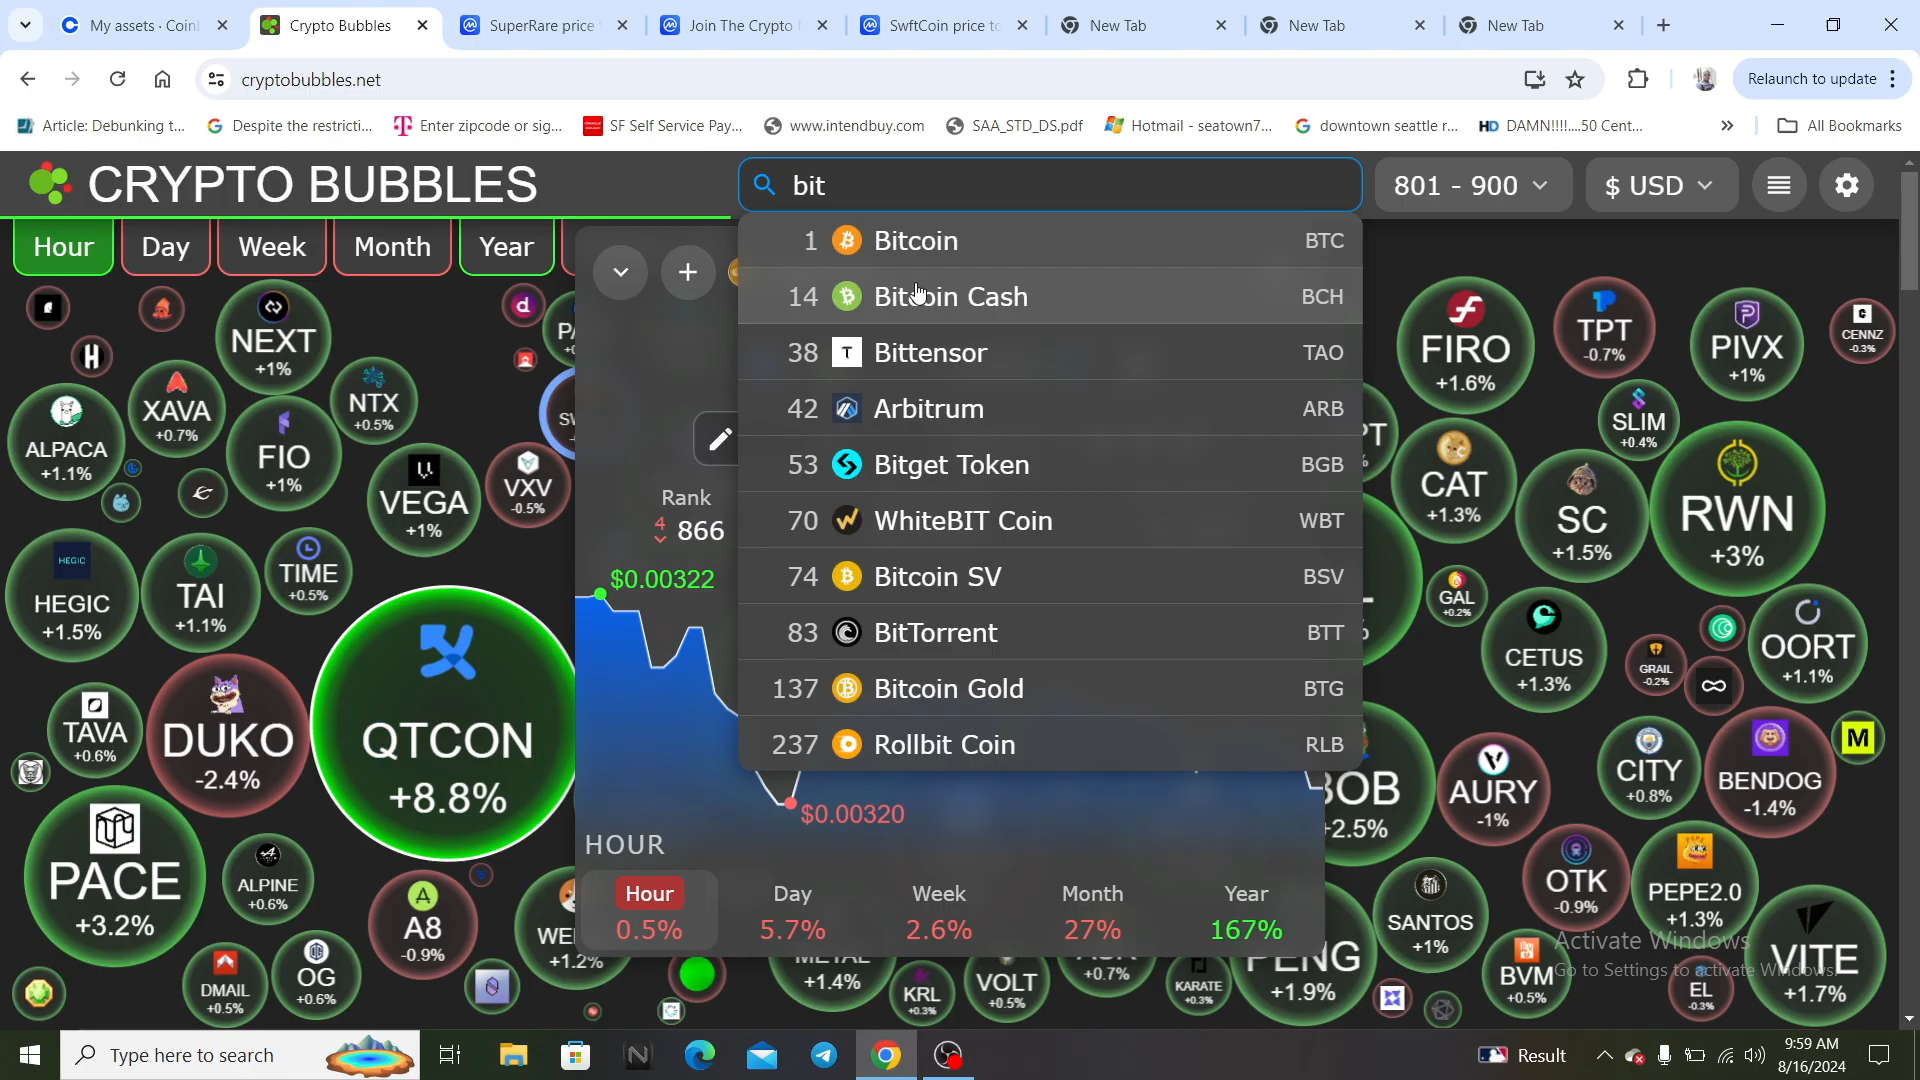 My assets · Coinb
Crypto Bubbles
SuperRare price
Join The Crypto
SwftCoin price to
New Tab
New Tab
New Tab
cryptobubbles.net
Relaunch to update
Article: Debunking t...
Despite the restricti...
Enter zipcode or sig...
SF Self Service Pay...
www.intendbuy.com
SAA_STD_DS.pdf
Hotmail - seatown7...
downtown seattle r...
HD DAMN!!!!....50 Cent...
All Bookmarks
CRYPTO BUBBLES
bit
801 - 900
$ USD
Hour
Day
Week
Month
Year
1 Bitcoin BTC
14 Bitcoin Cash BCH
38 Bittensor TAO
42 Arbitrum ARB
53 Bitget Token BGB
70 WhiteBIT Coin WBT
74 Bitcoin SV BSV
83 BitTorrent BTT
137 Bitcoin Gold BTG
237 Rollbit Coin RLB
Rank
4 866
$0.00322
$0.00320
HOUR
Hour
0.5%
Day
5.7%
Week
2.6%
Month
27%
Year
167%
NEXT
+1%
XAVA
+0.7%
NTX
+0.5%
ALPACA
+1.1%
FIO
+1%
VEGA
+1%
VXV
-0.5%
HEGIC
HEGIC
+1.5%
TAI
+1.1%
TIME
+0.5%
QTCON
+8.8%
TAVA
+0.6%
DUKO
-2.4%
PACE
+3.2%
ALPINE
+0.6%
A8
-0.9%
WE
+1.2%
DMAIL
+0.5%
OG
+0.6%
METAL
+1.4%
KRL
+0.3%
VOLT
+0.5%
+0.7%
KARATE
+0.3%
PENG
+1.9%
FIRO
+1.6%
TPT
-0.7%
PIVX
+1%
CENNZ
-0.3%
SLIM
+0.4%
CAT
+1.3%
SC
+1.5%
RWN
+3%
GAL
+0.2%
CETUS
+1.3%
GRAIL
-0.2%
OORT
+1.1%
BOB
+2.5%
AURY
-1%
CITY
+0.8%
BENDOG
-1.4%
OTK
-0.9%
PEPE2.0
+1.3%
SANTOS
+1%
BVM
+0.5%
EL
-0.3%
VITE
+1.7%
Activate Windows
Go to Settings to activate Windows.
Type here to search
Result
9:59 AM
8/16/2024